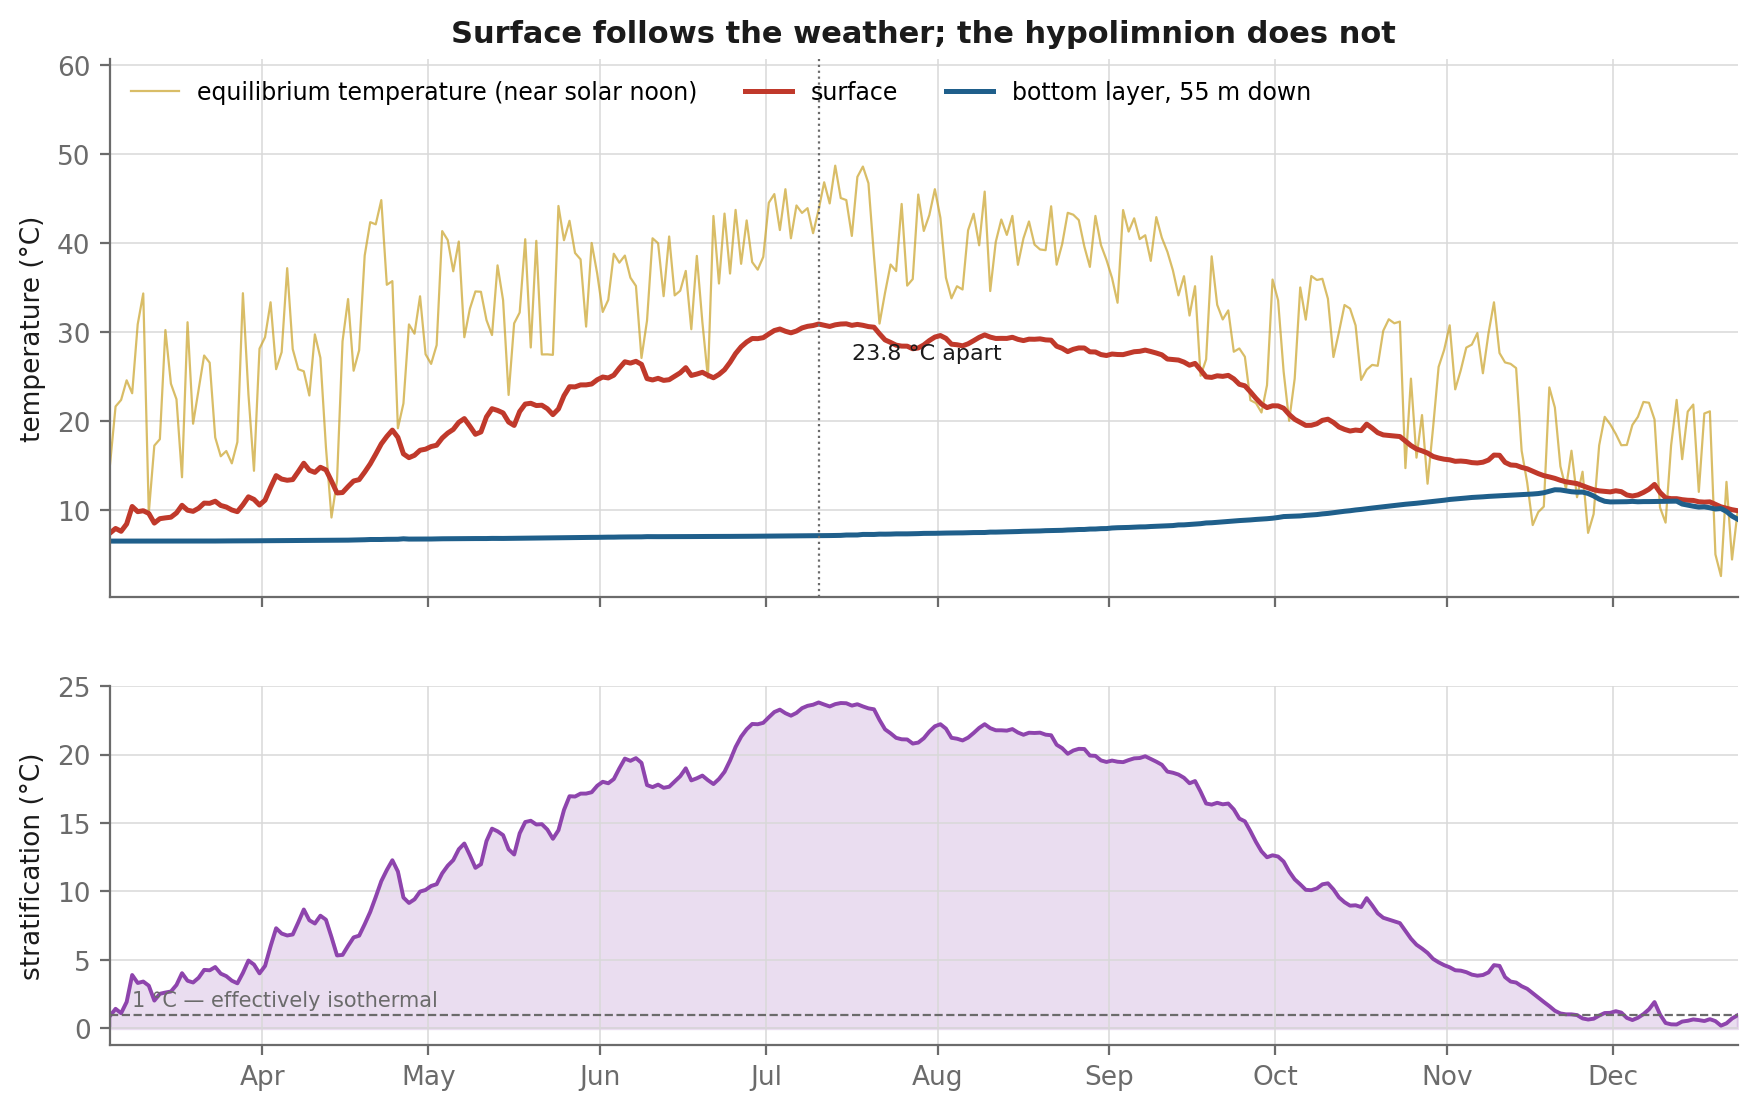 Surface follows the weather; the hypolimnion does not
equilibrium temperature (near solar noon)
surface
bottom layer, 55 m down
temperature (°C)
60
50
40
30
20
10
23.8 °C apart
stratification (°C)
25
20
15
10
5
0
1 °C — effectively isothermal
Apr
May
Jun
Jul
Aug
Sep
Oct
Nov
Dec